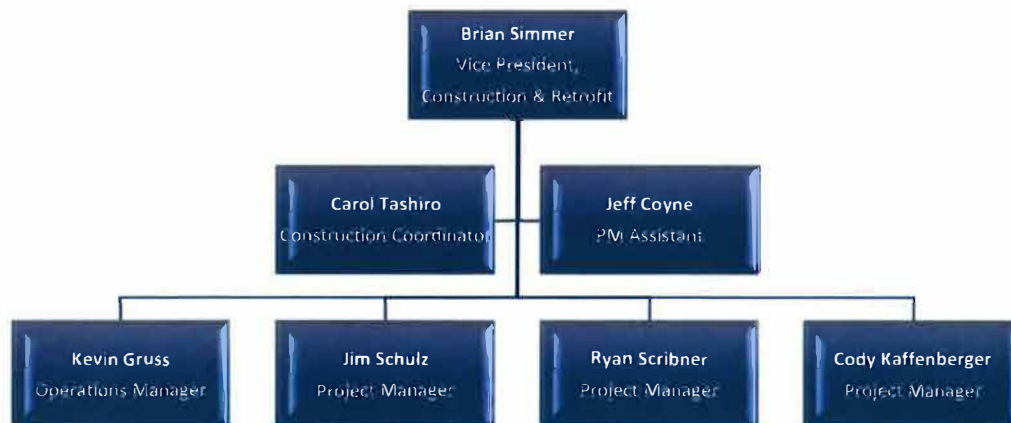 Brian Simmer
Vice President,
Construction & Retrofit
Carol Tashiro
Construction Coordinator
Jeff Coyne
PM Assistant
Kevin Gruss
Operations Manager
Jim Schulz
Project Manager
Ryan Scribner
Project Manager
Cody Kaffenberger
Project Manager